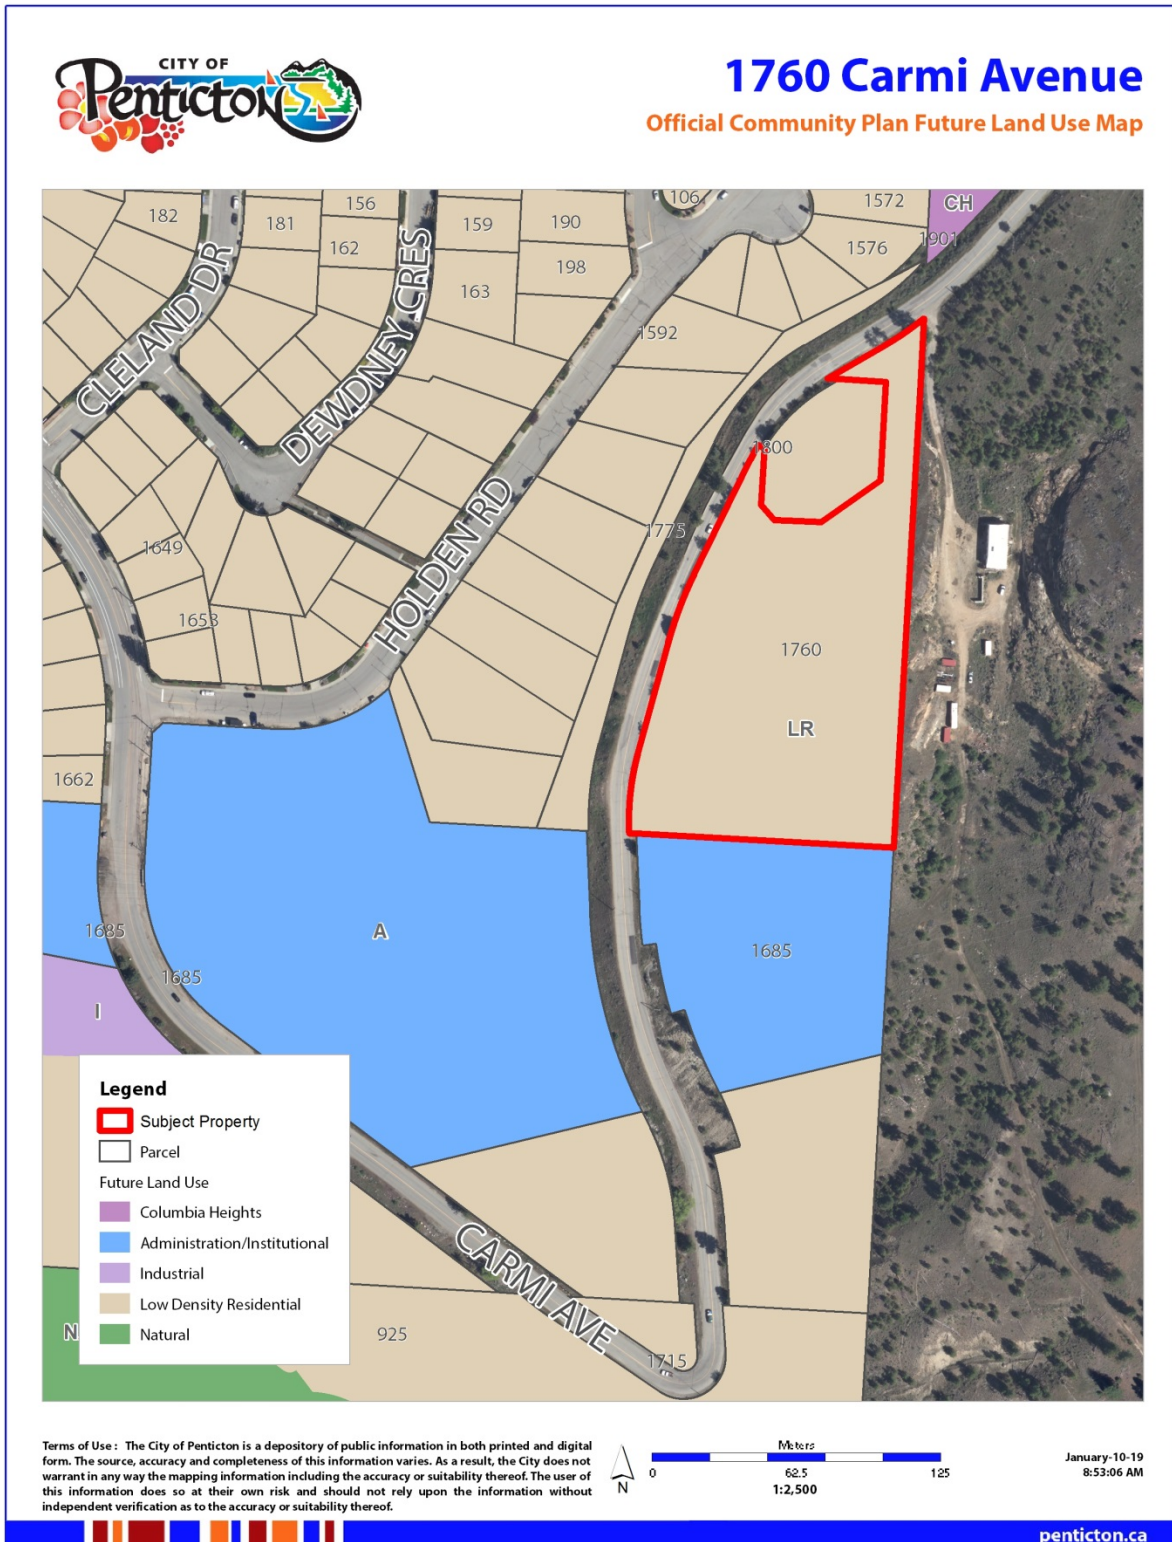 CITY OF
Penticton
1760 Carmi Avenue
Official Community Plan Future Land Use Map
182
181
156
162
159
190
198
163
106
1572
CH
1901
1576
1592
CLELAND DR
DEWDNEY CRES
HOLDEN RD
1800
1775
1649
1653
1760
LR
1662
1685
A
1685
1685
I
Legend
Subject Property
Parcel
Future Land Use
Columbia Heights
Administration/Institutional
Industrial
Low Density Residential
Natural
N
CARMI AVE
925
1715
Terms of Use : The City of Penticton is a depository of public information in both printed and digital
form. The source, accuracy and completeness of this information varies. As a result, the City does not
warrant in any way the mapping information including the accuracy or suitability thereof. The user of
this information does so at their own risk and should not rely upon the information without
independent verification as to the accuracy or suitability thereof.
N
Meters
0 62.5 125
1:2,500
January-10-19
8:53:06 AM
penticton.ca